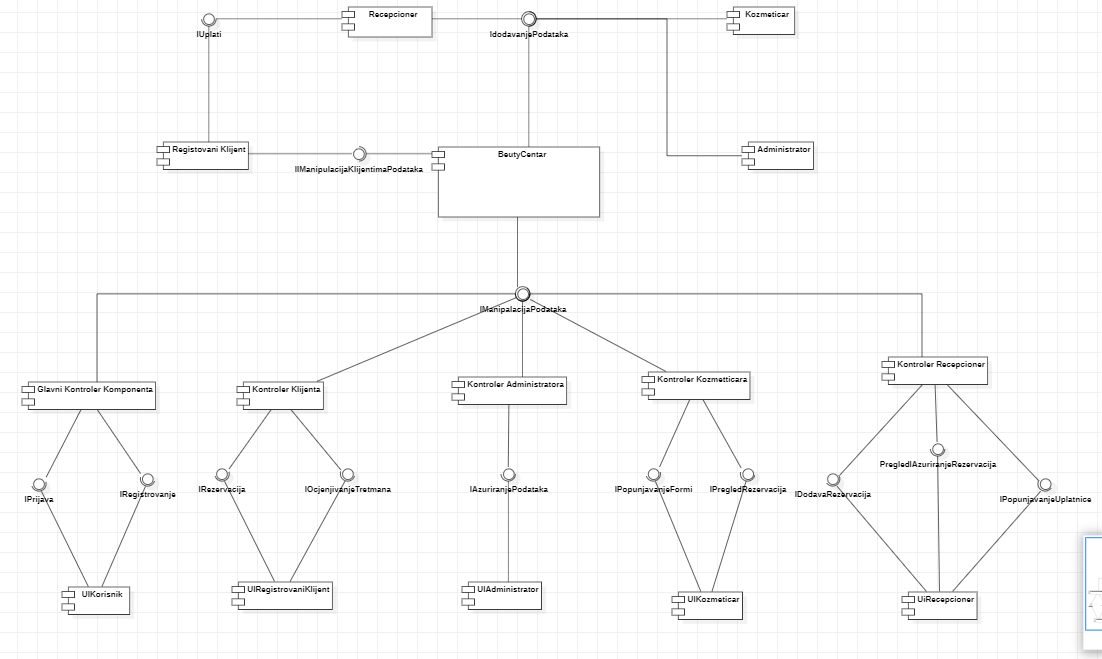 Recepcioner
Kozmeticar
IUplati
IdodavanjePodataka
Registovani Klijent
BeutyCentar
Administrator
IIManipulacijaKlijentimaPodataka
IManipalacijaPodataka
Glavni Kontroler Komponenta
Kontroler Klijenta
Kontroler Administratora
Kontroler Kozmetticara
Kontroler Recepcioner
PregledIAzuriranjeRezervacija
IPrijava
IRegistrovanje
IRezervacija
IOcjenjivanjeTretmana
IAzuriranjePodataka
IPopunjavanjeFormi
IPregledRezervacija
IDodavaRezervacija
IPopunjavanjeUplatnice
UIKorisnik
UIRegistrovaniKlijent
UIAdministrator
UIKozmeticar
UiRecepcioner